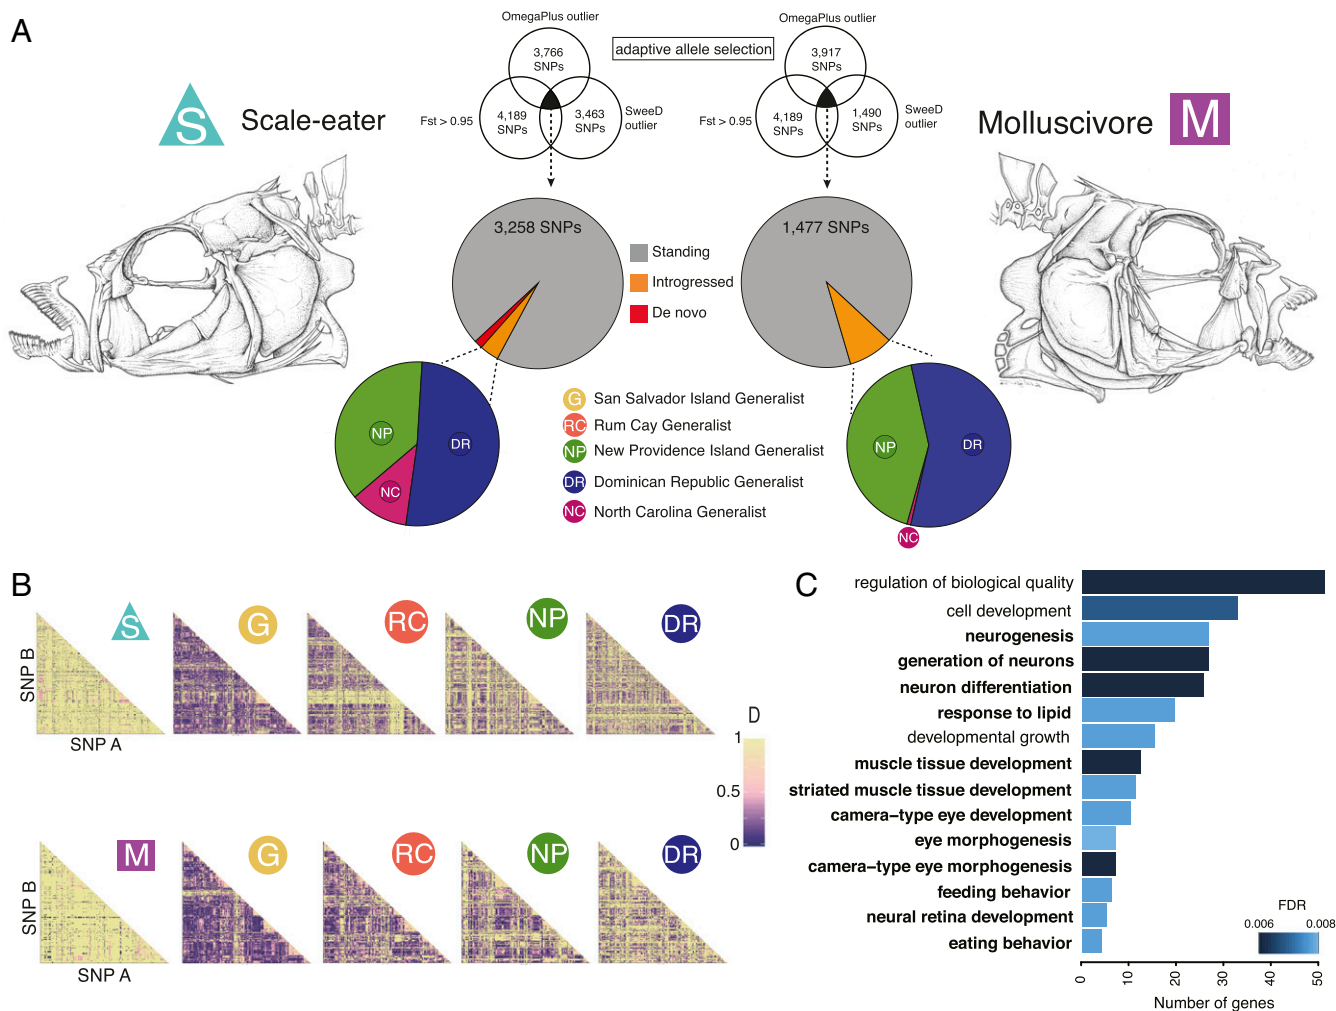 A
OmegaPlus outlier
3,766
SNPs
Fst > 0.95
4,189
SNPs
3,463
SNPs
SweeD
outlier
adaptive allele selection
OmegaPlus outlier
3,917
SNPs
Fst > 0.95
4,189
SNPs
1,490
SNPs
SweeD
outlier
S
Scale-eater
Molluscivore
M
3,258 SNPs
1,477 SNPs
Standing
Introgressed
De novo
NP
DR
NC
G San Salvador Island Generalist
RC Rum Cay Generalist
NP New Providence Island Generalist
DR Dominican Republic Generalist
NC North Carolina Generalist
NP
DR
NC
B
S
G
RC
NP
DR
SNP B
SNP A
D
1
0.5
0
M
G
RC
NP
DR
SNP B
SNP A
C
regulation of biological quality
cell development
neurogenesis
generation of neurons
neuron differentiation
response to lipid
developmental growth
muscle tissue development
striated muscle tissue development
camera−type eye development
eye morphogenesis
camera−type eye morphogenesis
feeding behavior
neural retina development
eating behavior
FDR
0.006 0.008
0 10 20 30 40 50
Number of genes